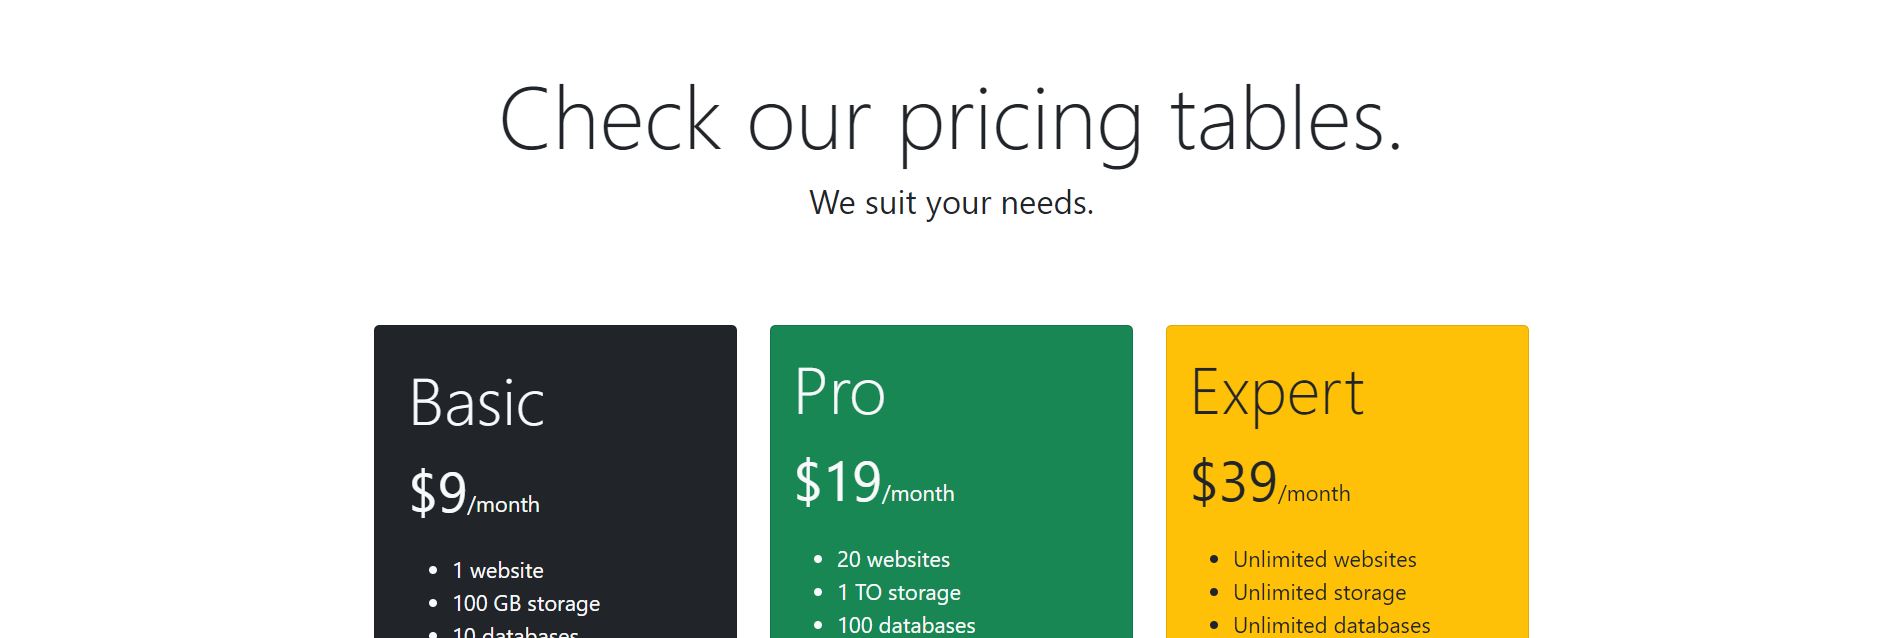 Check our pricing tables.
We suit your needs.
Basic
$9/month
1 website
100 GB storage
10 databases
Pro
$19/month
20 websites
1 TO storage
100 databases
Expert
$39/month
Unlimited websites
Unlimited storage
Unlimited databases